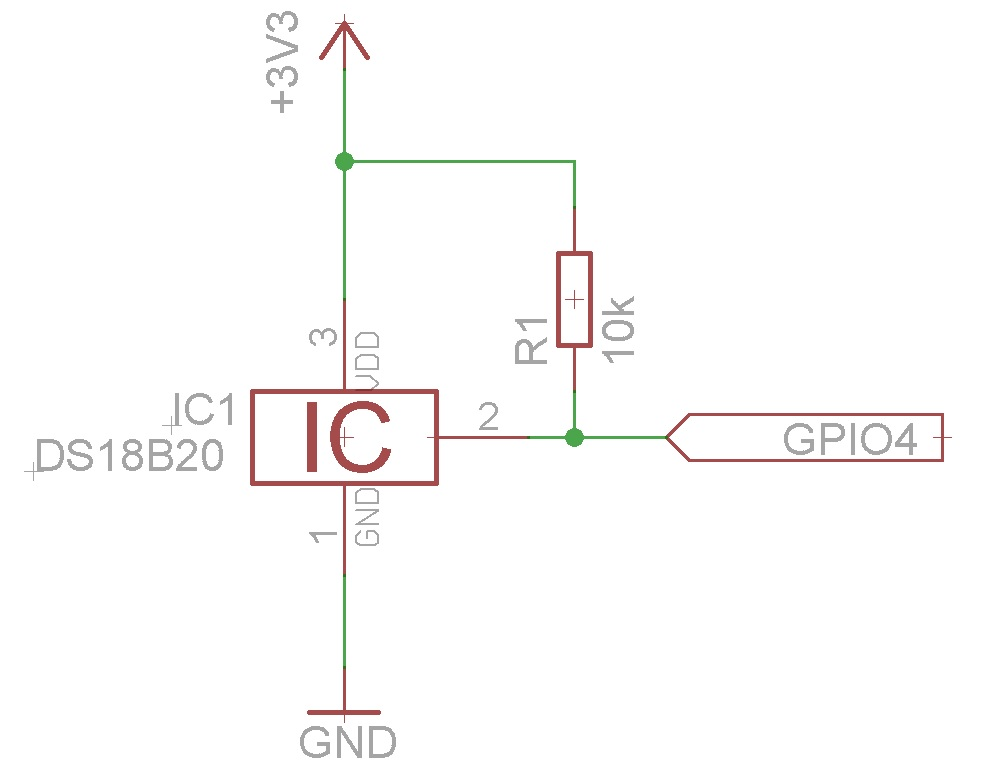 +3V3
3
VDD
R1
10k
IC1
DS18B20
IC
2
GPIO4
1
GND
GND